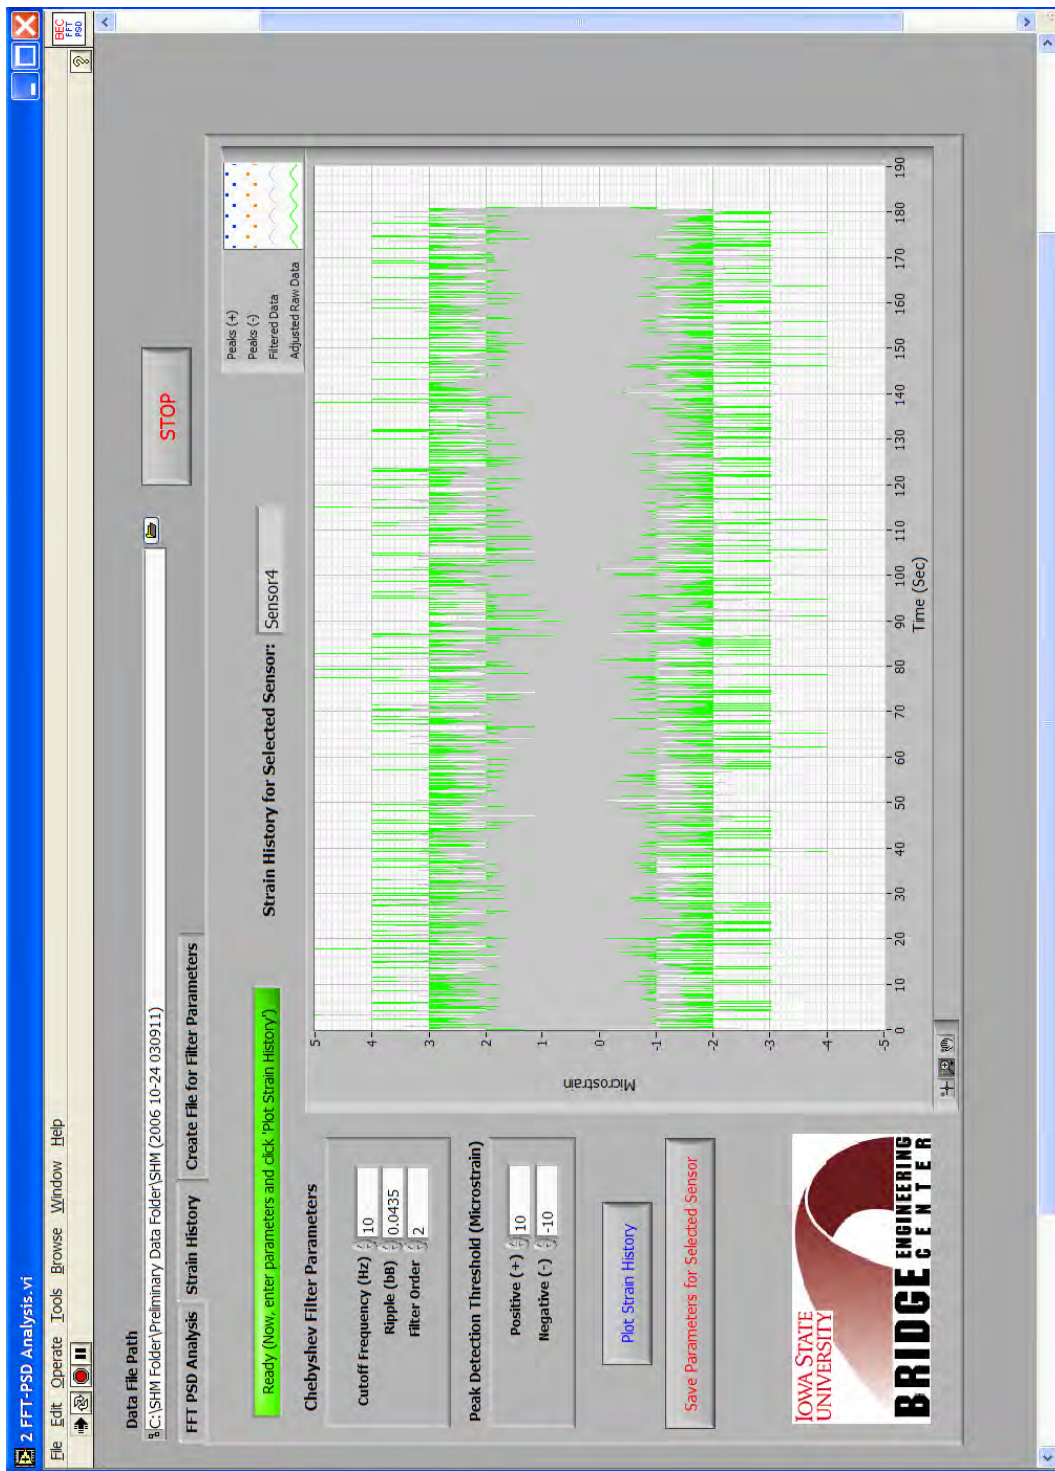 2 FFT-PSD Analysis.vi
File Edit Operate Tools Browse Window Help
BEC
FFT
PSD
?
Data File Path
C:\SHM Folder\Preliminary Data Folder\SHM (2006 10-24 030911)
STOP
FFT PSD Analysis
Strain History
Create File for Filter Parameters
Ready (Now, enter parameters and click 'Plot Strain History')
Strain History for Selected Sensor: Sensor4
Peaks (+)
Peaks (-)
Filtered Data
Adjusted Raw Data
Chebyshev Filter Parameters
Cutoff Frequency (Hz) 10
Ripple (bB) 0.0435
Filter Order 2
Peak Detection Threshold (Microstrain)
Positive (+) 10
Negative (-) -10
Plot Strain History
Save Parameters for Selected Sensor
IOWA STATE
UNIVERSITY
BRIDGE ENGINEERING
CENTER
Microstrain
5
4
3
2
1
0
-1
-2
-3
-4
-5
0 10 20 30 40 50 60 70 80 90 100 110 120 130 140 150 160 170 180 190
Time (Sec)